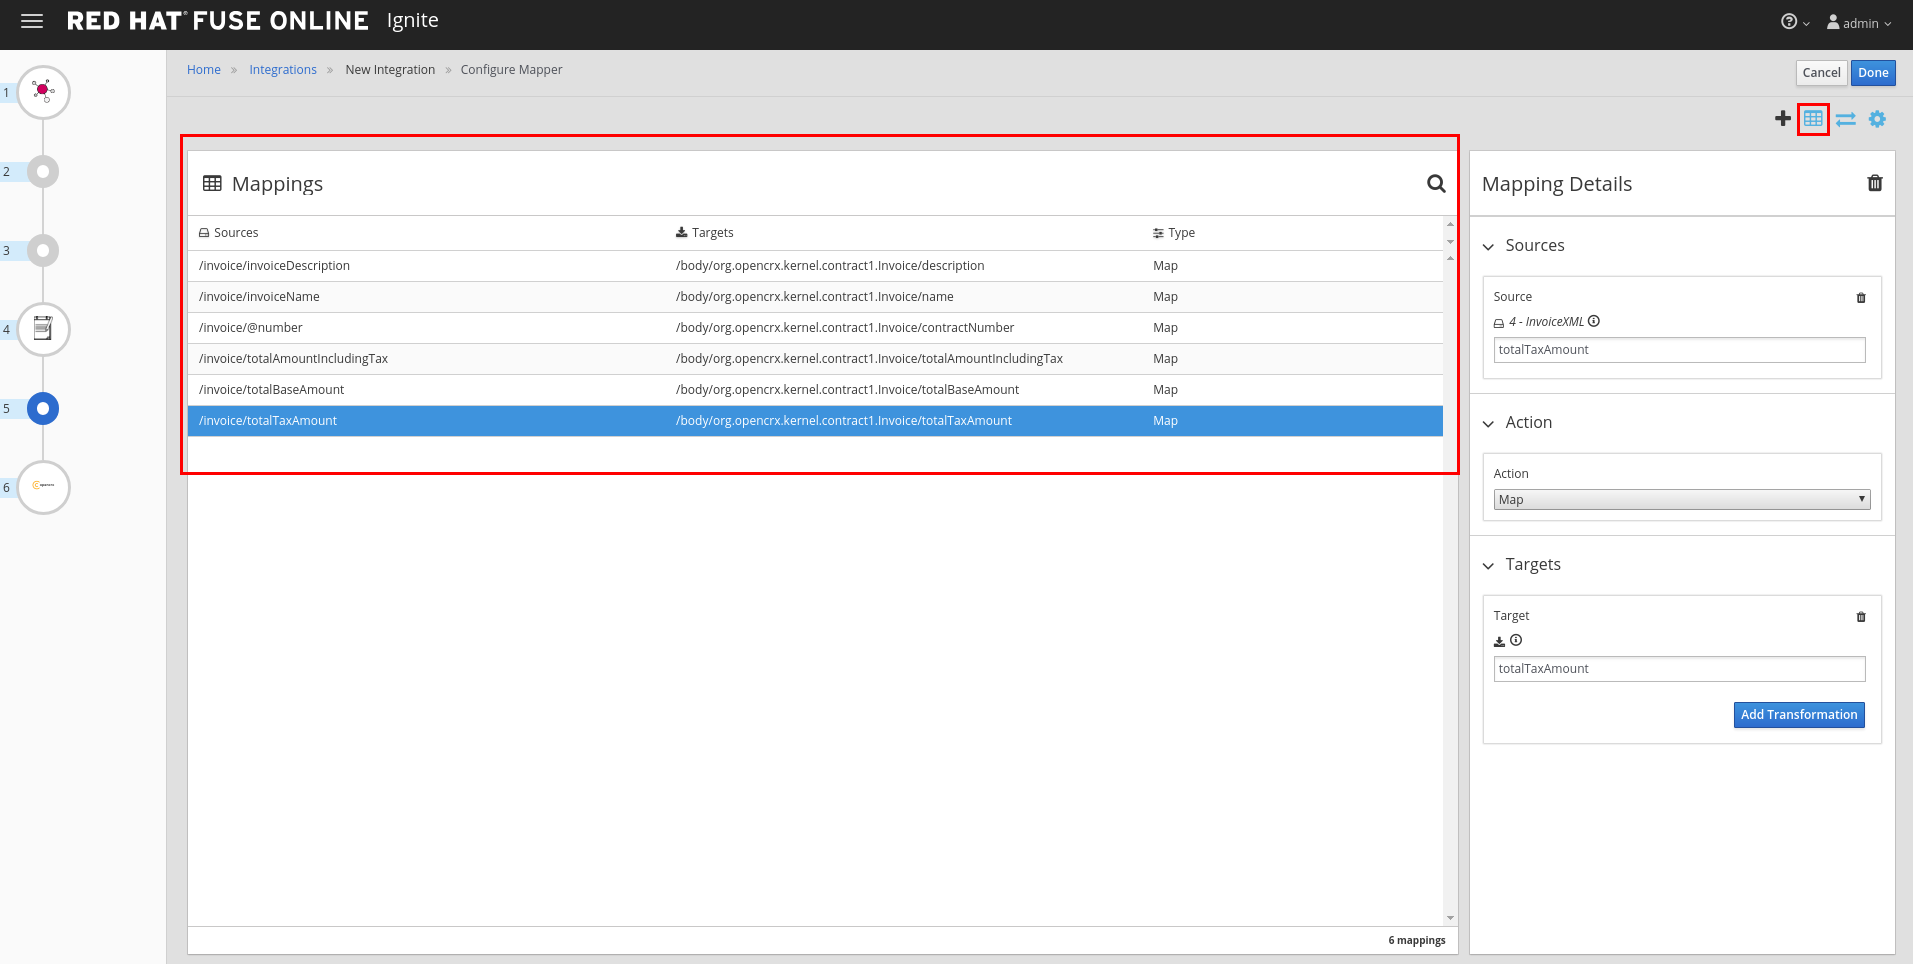 RED HAT® FUSE ONLINE Ignite
admin
Home » Integrations » New Integration » Configure Mapper
Cancel Done
1
2
3
4
5
6
Mappings
Sources Targets Type
/invoice/invoiceDescription /body/org.opencrx.kernel.contract1.Invoice/description Map
/invoice/invoiceName /body/org.opencrx.kernel.contract1.Invoice/name Map
/invoice/@number /body/org.opencrx.kernel.contract1.Invoice/contractNumber Map
/invoice/totalAmountIncludingTax /body/org.opencrx.kernel.contract1.Invoice/totalAmountIncludingTax Map
/invoice/totalBaseAmount /body/org.opencrx.kernel.contract1.Invoice/totalBaseAmount Map
/invoice/totalTaxAmount /body/org.opencrx.kernel.contract1.Invoice/totalTaxAmount Map
6 mappings
Mapping Details
Sources
Source
4 - InvoiceXML
totalTaxAmount
Action
Action
Map
Targets
Target
totalTaxAmount
Add Transformation